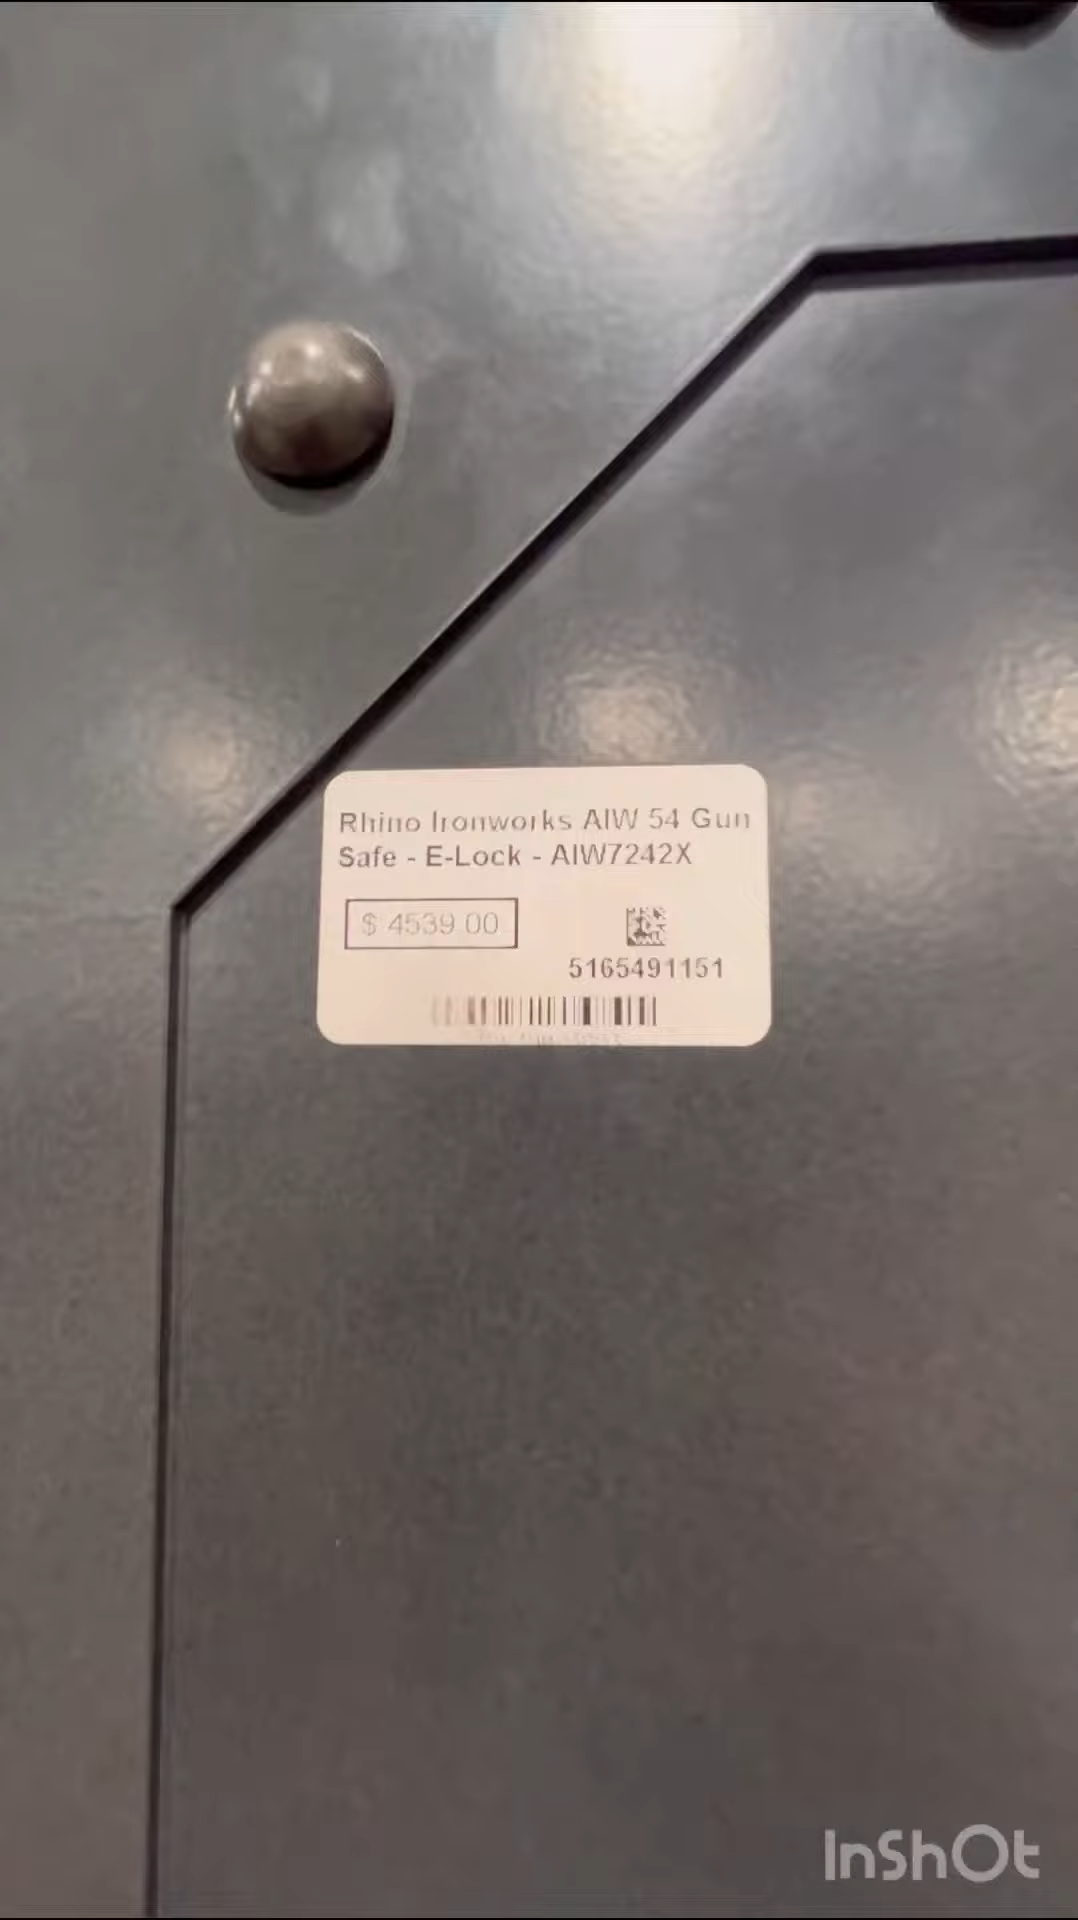 Rhino Ironworks AIW 54 Gun
Safe - E-Lock - AIW7242X
$ 4539.00
5165491151
InShOt